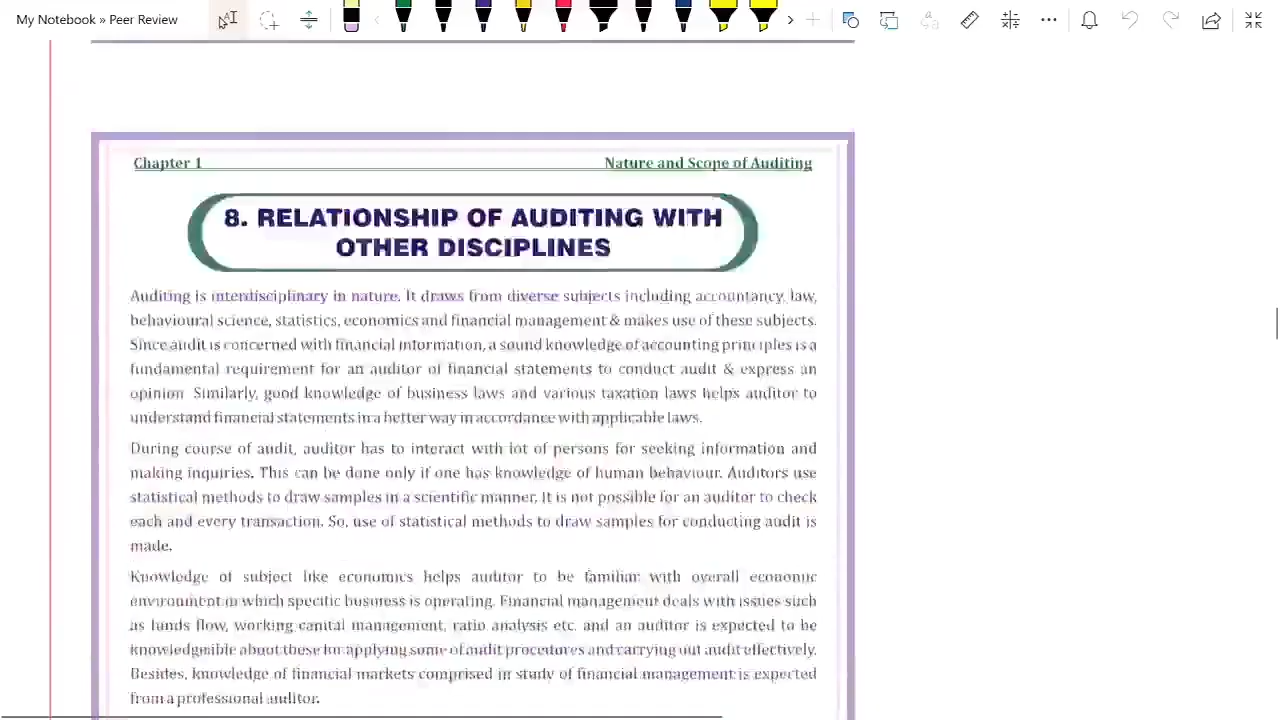 My Notebook » Peer Review
Chapter 1 Nature and Scope of Auditing
8. RELATIONSHIP OF AUDITING WITH
OTHER DISCIPLINES
Auditing is interdisciplinary in nature. It draws from diverse subjects including accountancy, law,
behavioural science, statistics, economics and financial management & makes use of these subjects.
Since audit is concerned with financial information, a sound knowledge of accounting principles is a
fundamental requirement for an auditor of financial statements to conduct audit & express an
opinion. Similarly, good knowledge of business laws and various taxation laws helps auditor to
understand financial statements in a better way in accordance with applicable laws.
During course of audit, auditor has to interact with lot of persons for seeking information and
making inquiries. This can be done only if one has knowledge of human behaviour. Auditors use
statistical methods to draw samples in a scientific manner. It is not possible for an auditor to check
each and every transaction. So, use of statistical methods to draw samples for conducting audit is
made.
Knowledge of subject like economics helps auditor to be familiar with overall economic
environment in which specific business is operating. Financial management deals with issues such
as funds flow, working capital management, ratio analysis etc. and an auditor is expected to be
knowledgeable about these for applying some of audit procedures and carrying out audit effectively.
Besides, knowledge of financial markets comprised in study of financial management is expected
from a professional auditor.